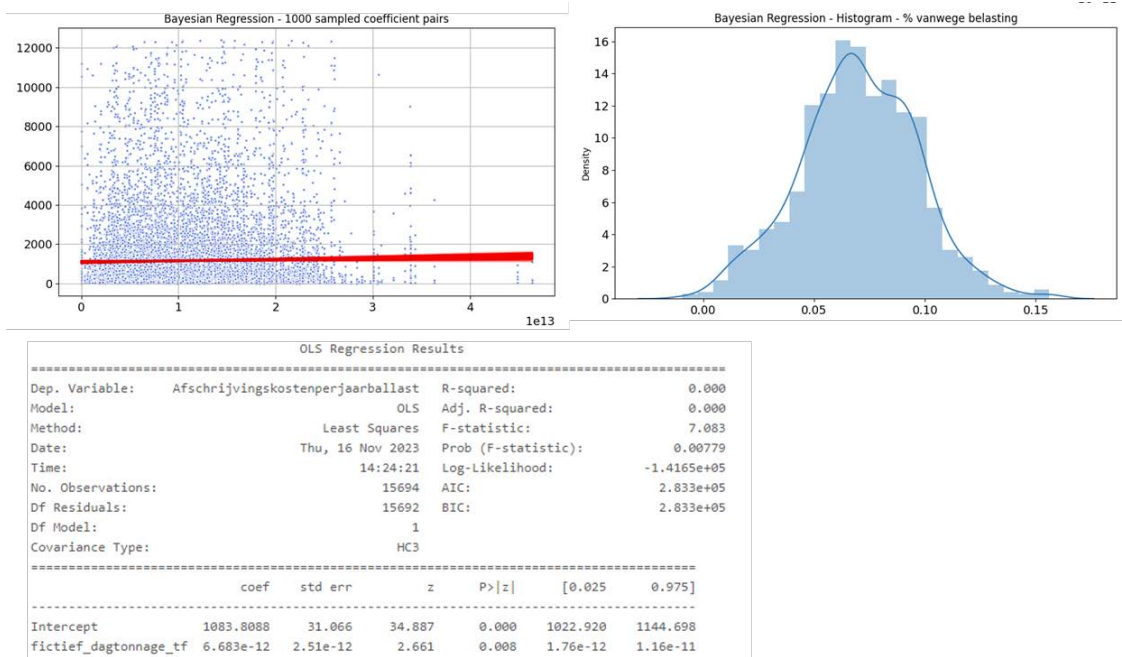 Bayesian Regression - 1000 sampled coefficient pairs
12000
10000
8000
6000
4000
2000
0
0 1 2 3 4
1e13
Bayesian Regression - Histogram - % vanwege belasting
Density
16
14
12
10
8
6
4
2
0
0.00 0.05 0.10 0.15
OLS Regression Results
==============================================================================
Dep. Variable: Afschrijvingskostenperjaarballast R-squared: 0.000
Model: OLS Adj. R-squared: 0.000
Method: Least Squares F-statistic: 7.083
Date: Thu, 16 Nov 2023 Prob (F-statistic): 0.00779
Time: 14:24:21 Log-Likelihood: -1.4165e+05
No. Observations: 15694 AIC: 2.833e+05
Df Residuals: 15692 BIC: 2.833e+05
Df Model: 1
Covariance Type: HC3
==============================================================================
coef std err z P>|z| [0.025 0.975]
------------------------------------------------------------------------------
Intercept 1083.8088 31.066 34.887 0.000 1022.920 1144.698
fictief_dagtonnage_tf 6.683e-12 2.51e-12 2.661 0.008 1.76e-12 1.16e-11